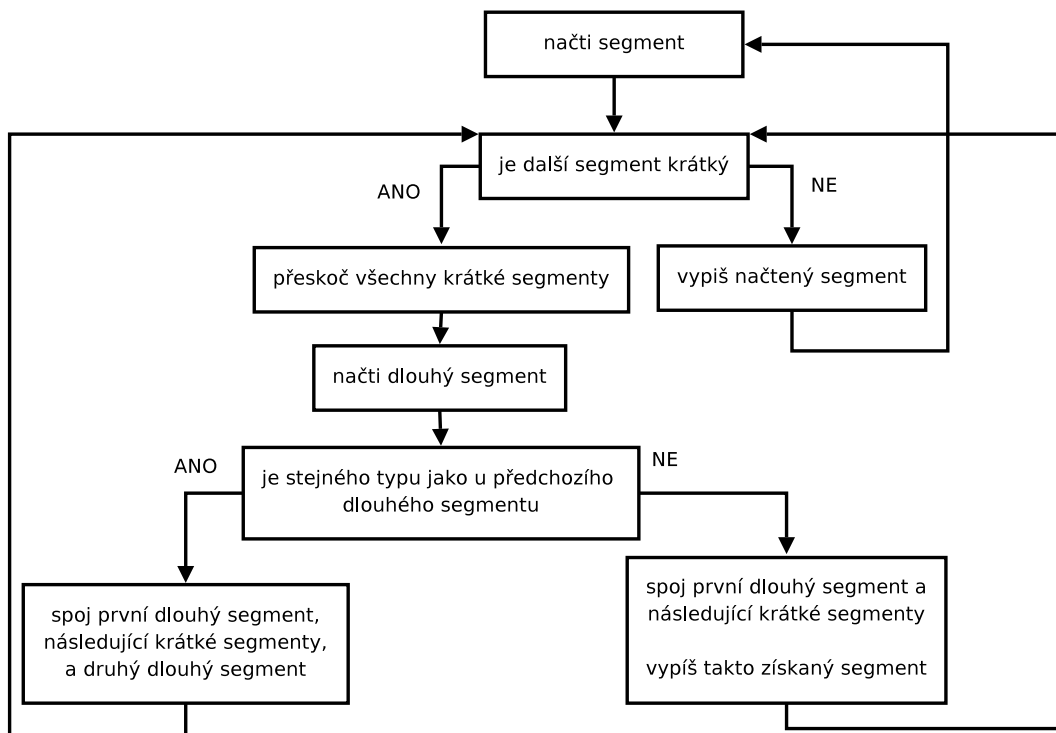 načti segment
je další segment krátký
ANO
NE
přeskoč všechny krátké segmenty
vypiš načtený segment
načti dlouhý segment
ANO
NE
je stejného typu jako u předchozího
dlouhého segmentu
spoj první dlouhý segment,
následující krátké segmenty,
a druhý dlouhý segment
spoj první dlouhý segment a
následující krátké segmenty
vypíš takto získaný segment